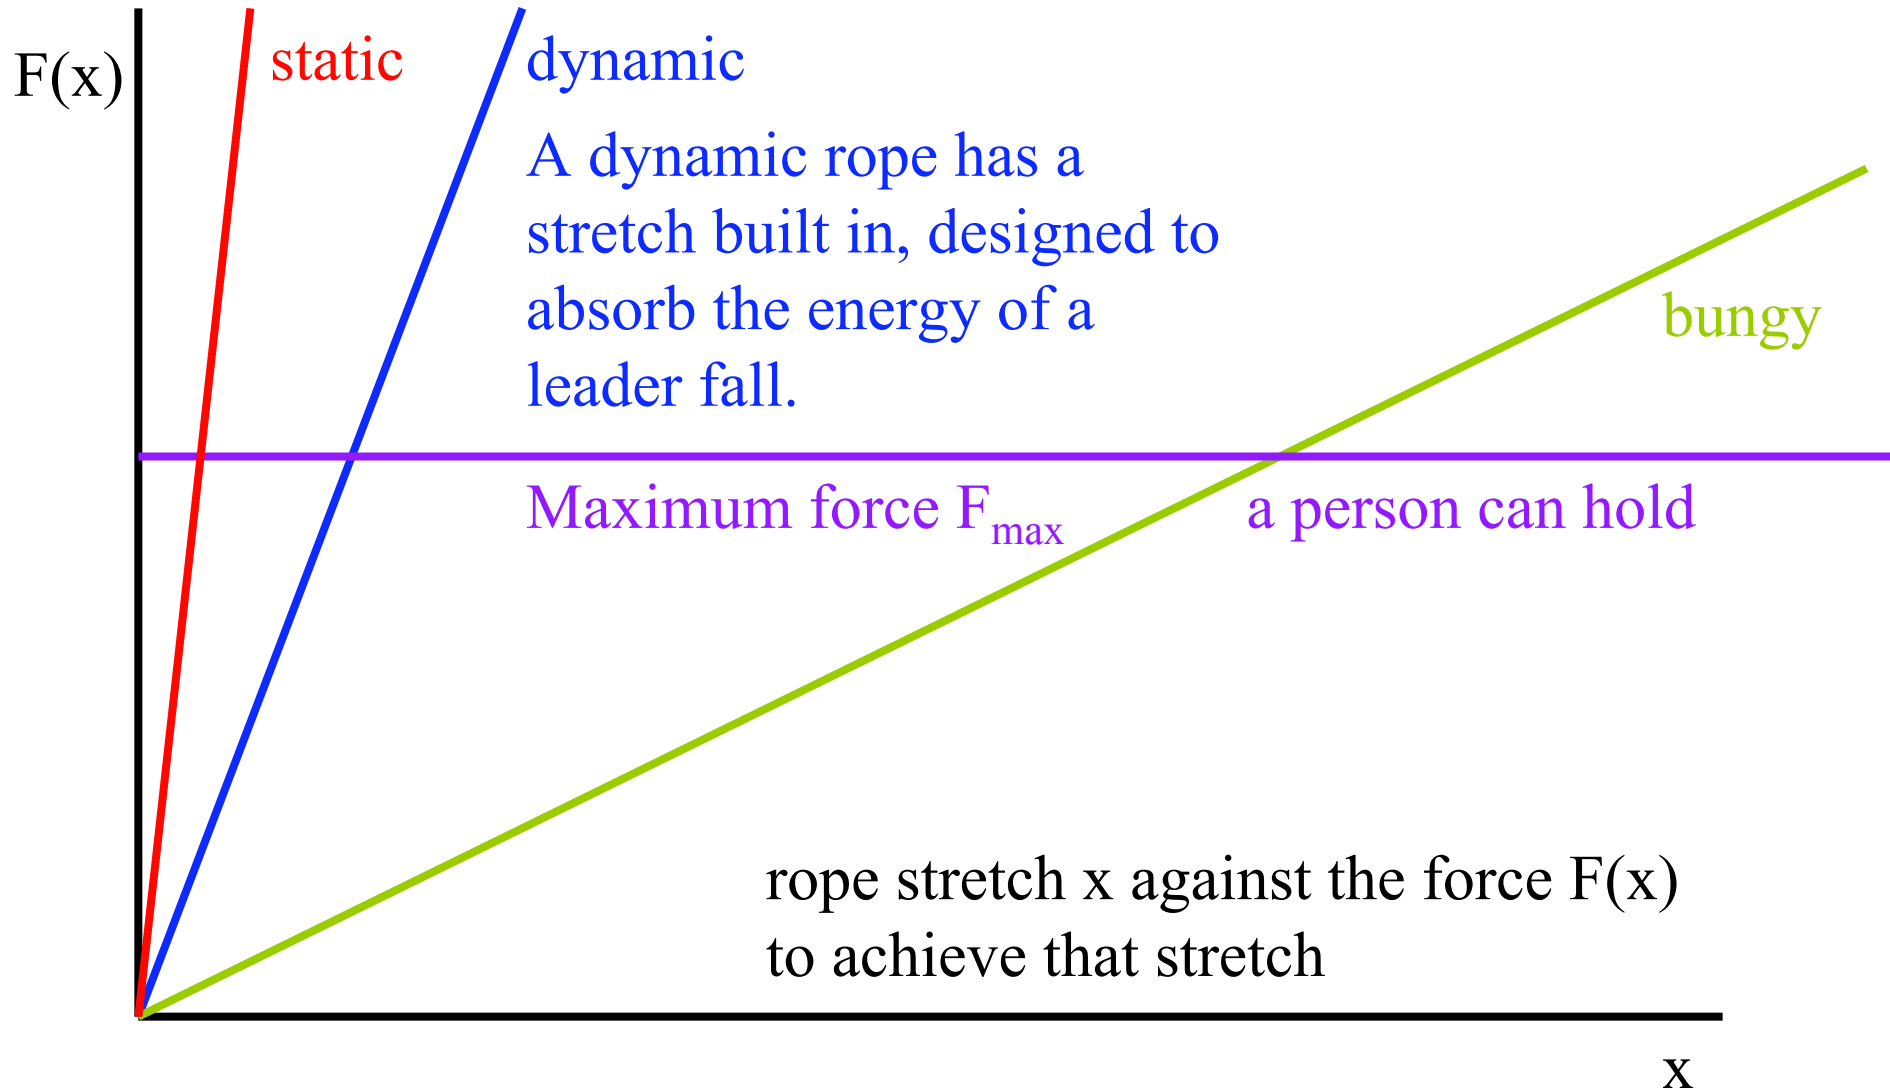 F(x)
static
dynamic
A dynamic rope has a
stretch built in, designed to
absorb the energy of a
leader fall.
bungy
Maximum force Fmax a person can hold
rope stretch x against the force F(x)
to achieve that stretch
x